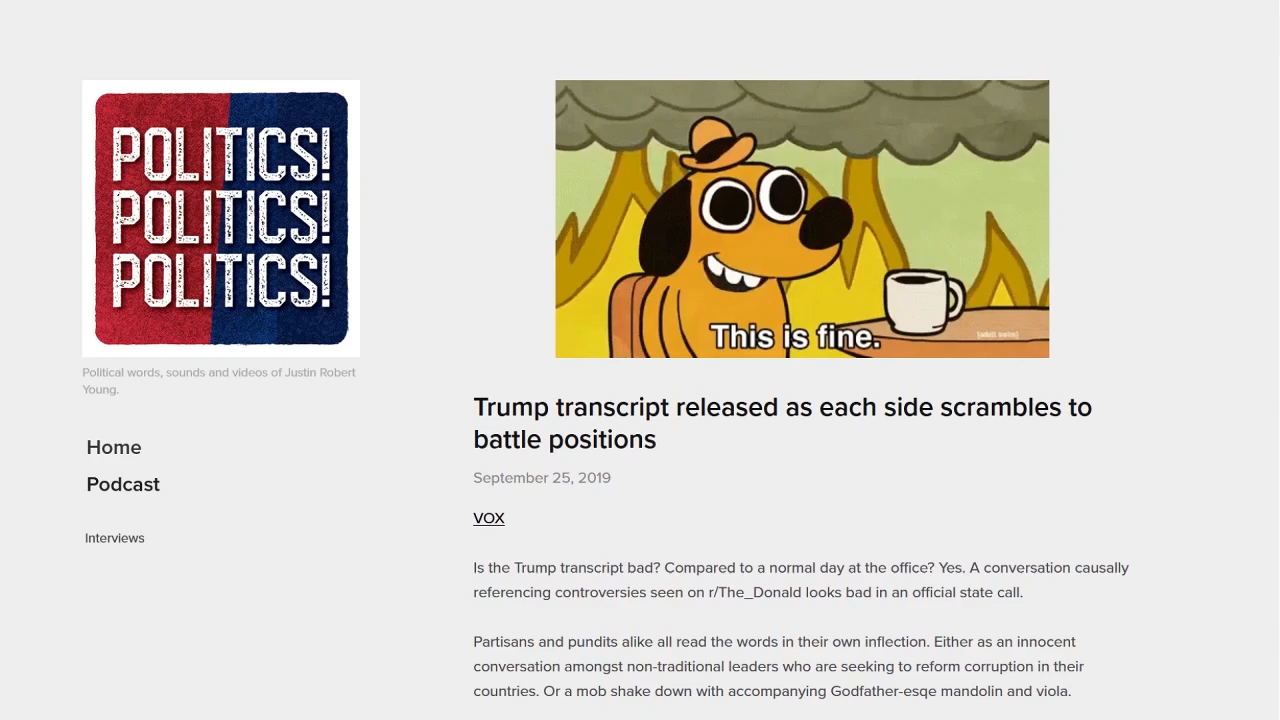 POLITICS!
POLITICS!
POLITICS!
Political words, sounds and videos of Justin Robert
Young.
Home
Podcast
Interviews
This is fine.
[adult swim]
Trump transcript released as each side scrambles to
battle positions
September 25, 2019
VOX
Is the Trump transcript bad? Compared to a normal day at the office? Yes. A conversation causally
referencing controversies seen on r/The_Donald looks bad in an official state call.
Partisans and pundits alike all read the words in their own inflection. Either as an innocent
conversation amongst non-traditional leaders who are seeking to reform corruption in their
countries. Or a mob shake down with accompanying Godfather-esqe mandolin and viola.